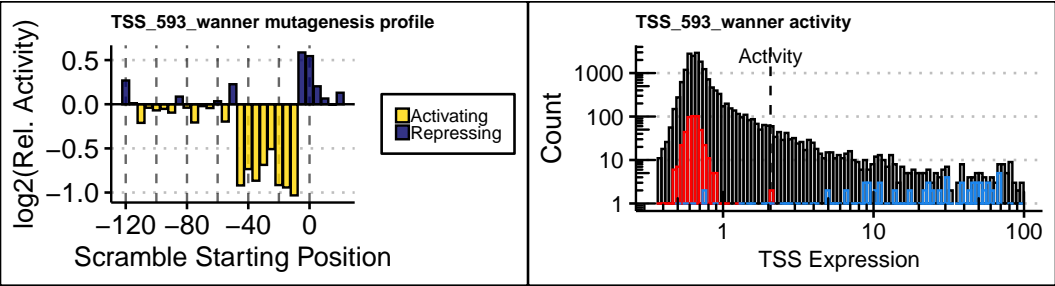 TSS_593_wanner mutagenesis profile
log2(Rel. Activity)
0.5
0.0
−0.5
−1.0
−120 −80 −40 0
Scramble Starting Position
Activating
Repressing
TSS_593_wanner activity
Activity
Count
1000
100
10
1
1 10 100
TSS Expression